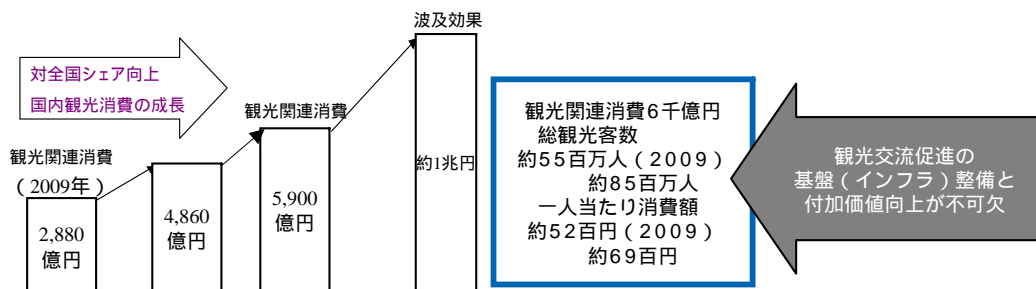 波及効果
対全国シェア向上
国内観光消費の成長
観光関連消費
観光関連消費
(2009年)
2,880
億円
4,860
億円
5,900
億円
約1兆円
観光関連消費6千億円
総観光客数
約55百万人(2009)
約85百万人
一人当たり消費額
約52百円(2009)
約69百円
観光交流促進の
基盤(インフラ)整備と
付加価値向上が不可欠